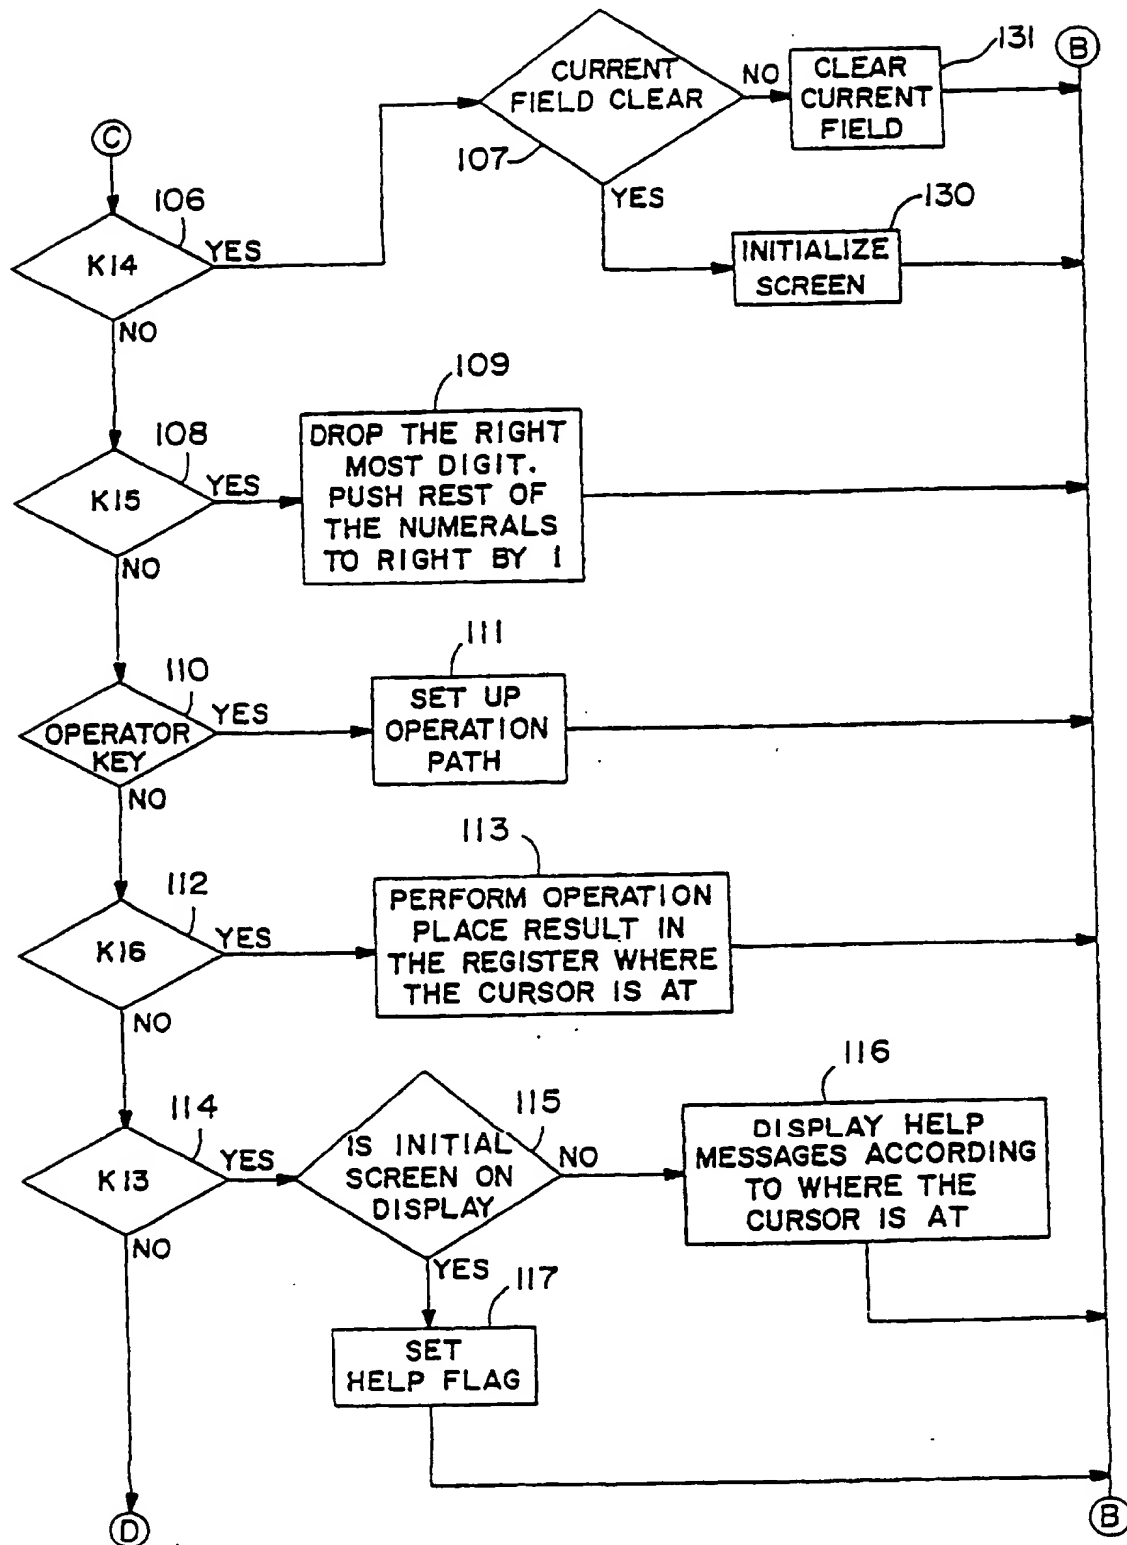 CURRENT
FIELD CLEAR
107
NO
YES
CLEAR
CURRENT
FIELD
131
B
C
106
K14
YES
NO
INITIALIZE
SCREEN
130
108
K15
YES
NO
109
DROP THE RIGHT
MOST DIGIT.
PUSH REST OF
THE NUMERALS
TO RIGHT BY 1
110
OPERATOR
KEY
YES
NO
111
SET UP
OPERATION
PATH
112
K16
YES
NO
113
PERFORM OPERATION
PLACE RESULT IN
THE REGISTER WHERE
THE CURSOR IS AT
114
K13
YES
NO
115
IS INITIAL
SCREEN ON
DISPLAY
NO
YES
116
DISPLAY HELP
MESSAGES ACCORDING
TO WHERE THE
CURSOR IS AT
117
SET
HELP FLAG
D
B